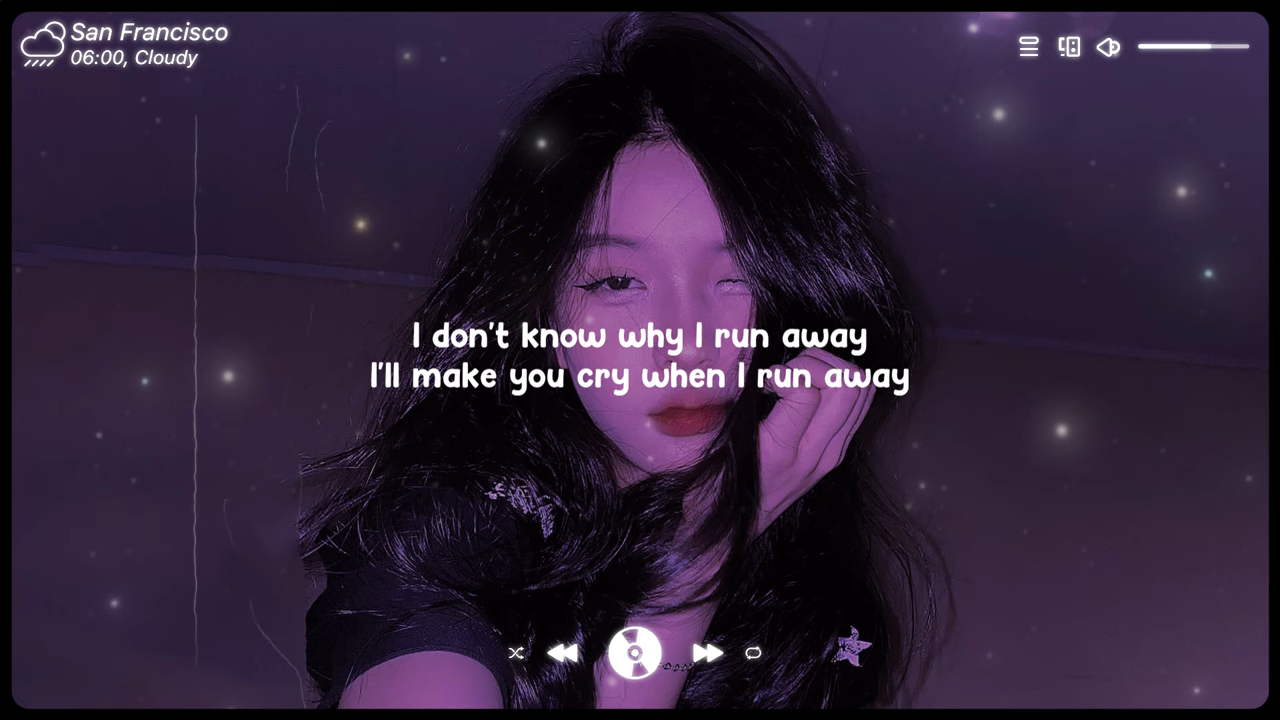 San Francisco
06:00, Cloudy
I don't know why I run away
I'll make you cry when I run away